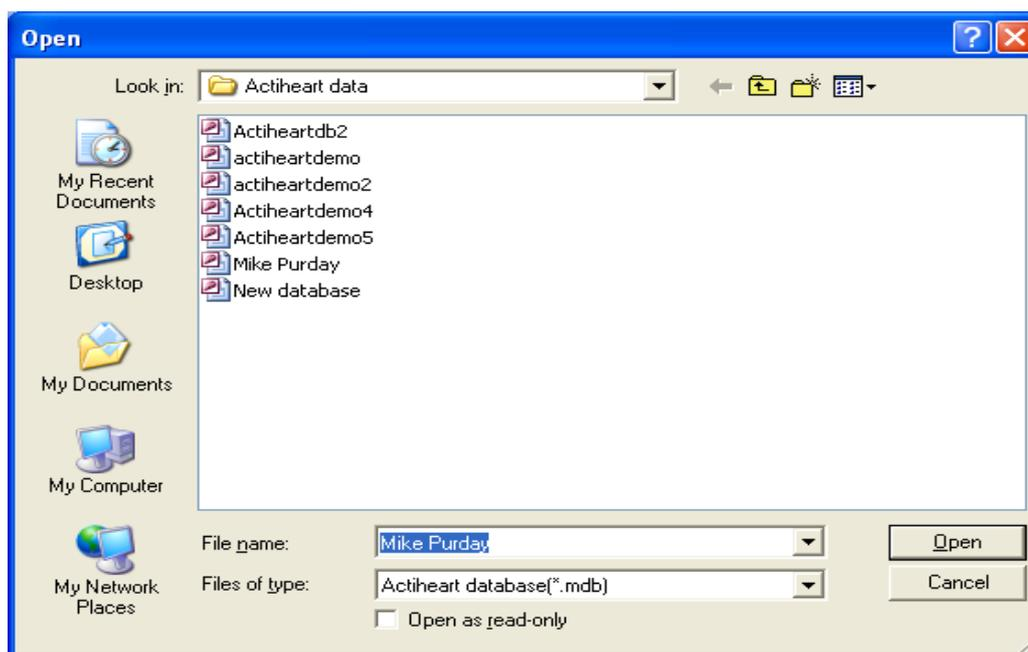 Open
Look in: Actiheart data
My Recent
Documents
Desktop
My Documents
My Computer
My Network
Places
Actiheartdb2
actiheartdemo
actiheartdemo2
Actiheartdemo4
Actiheartdemo5
Mike Purday
New database
File name: Mike Purday Open
Files of type: Actiheart database(*.mdb) Cancel
Open as read-only